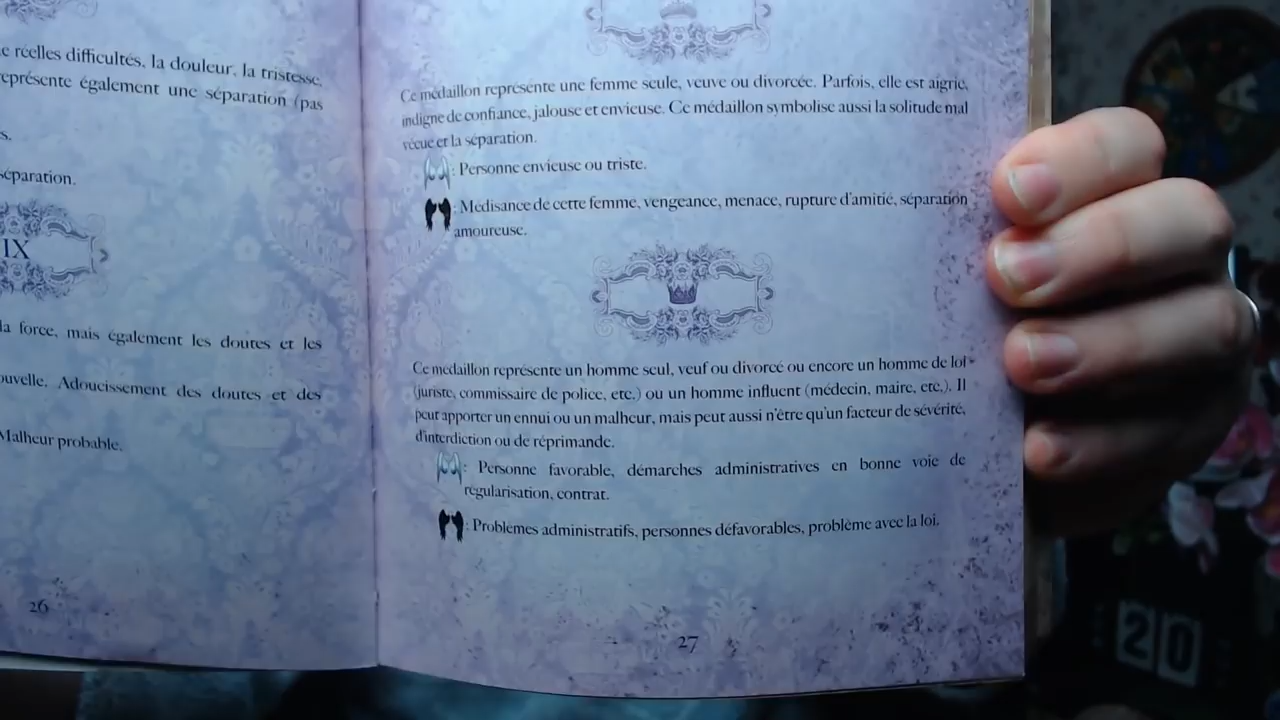 e réelles difficultés, la douleur, la tristesse,
eprésente également une séparation (pas
s.
séparation.
IX
la force, mais également les doutes et les
ouvelle. Adoucissement des doutes et des
Malheur probable.
26
Ce médaillon représente une femme seule, veuve ou divorcée. Parfois, elle est aigrie,
indigne de confiance, jalouse et envieuse. Ce médaillon symbolise aussi la solitude mal
vécue et la séparation.
: Personne envieuse ou triste.
: Médisance de cette femme, vengeance, menace, rupture d'amitié, séparation
amoureuse.
Ce médaillon représente un homme seul, veuf ou divorcé ou encore un homme de loi
(juriste, commissaire de police, etc.) ou un homme influent (médecin, maire, etc.). Il
peut apporter un ennui ou un malheur, mais peut aussi n'être qu'un facteur de sévérité,
d'interdiction ou de réprimande.
: Personne favorable, démarches administratives en bonne voie de
régularisation, contrat.
: Problèmes administratifs, personnes défavorables, problème avec la loi.
27
20